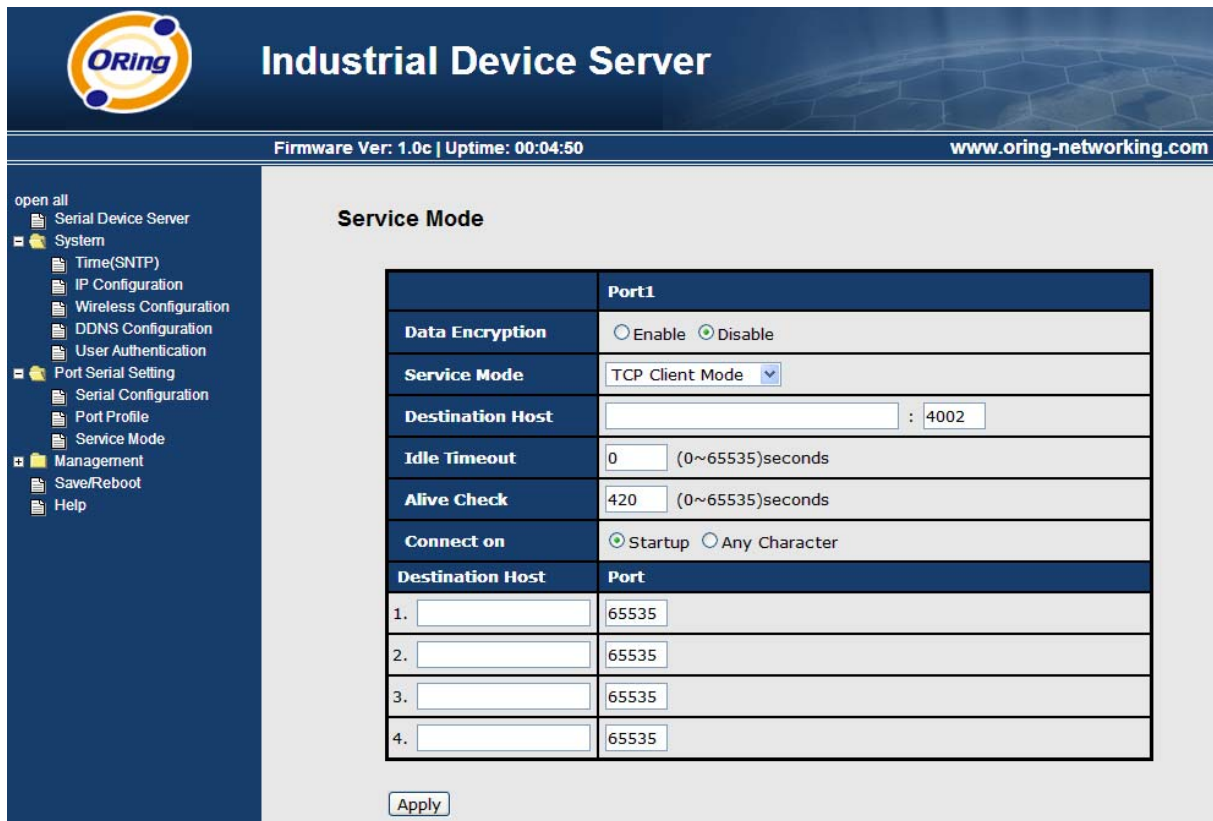 ORing
Industrial Device Server
Firmware Ver: 1.0c | Uptime: 00:04:50
www.oring-networking.com
open all
Serial Device Server
System
Time(SNTP)
IP Configuration
Wireless Configuration
DDNS Configuration
User Authentication
Port Serial Setting
Serial Configuration
Port Profile
Service Mode
Management
Save/Reboot
Help
Service Mode
Port1
Data Encryption Enable Disable
Service Mode TCP Client Mode
Destination Host : 4002
Idle Timeout 0 (0~65535)seconds
Alive Check 420 (0~65535)seconds
Connect on Startup Any Character
Destination Host Port
1. 65535
2. 65535
3. 65535
4. 65535
Apply